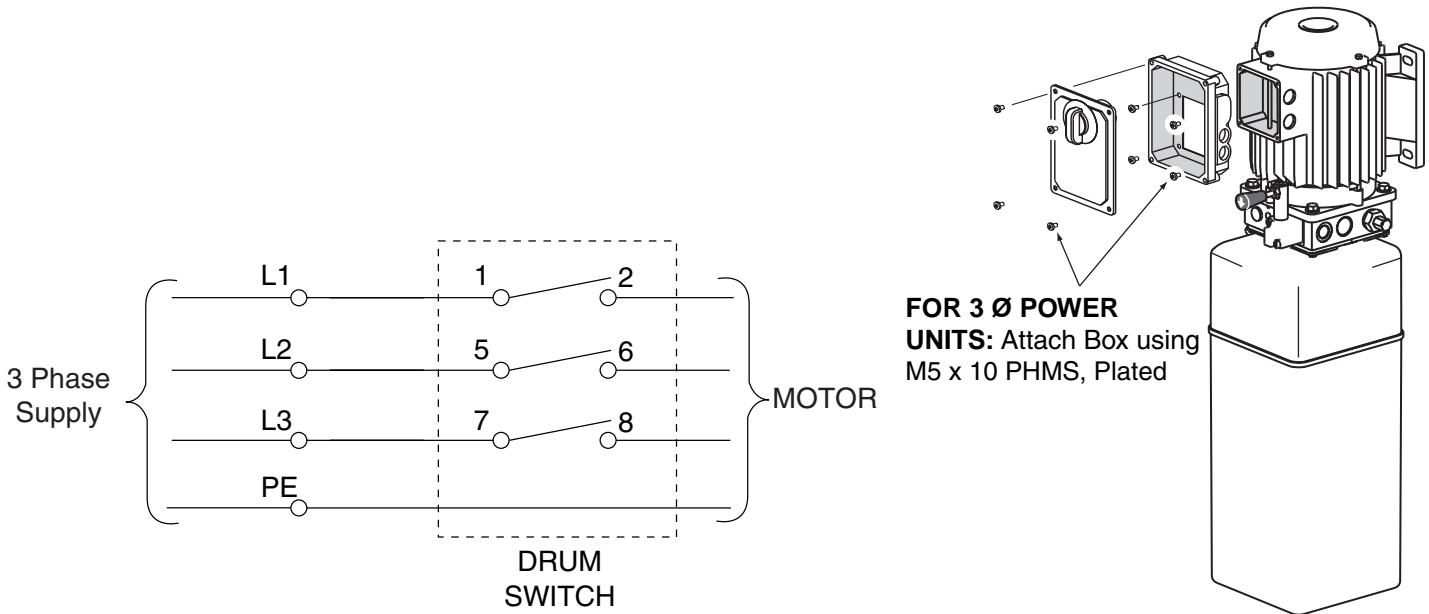 3 Phase
Supply
L1
1
2
L2
5
6
L3
7
8
PE
MOTOR
DRUM
SWITCH
FOR 3 Ø POWER
UNITS: Attach Box using
M5 x 10 PHMS, Plated